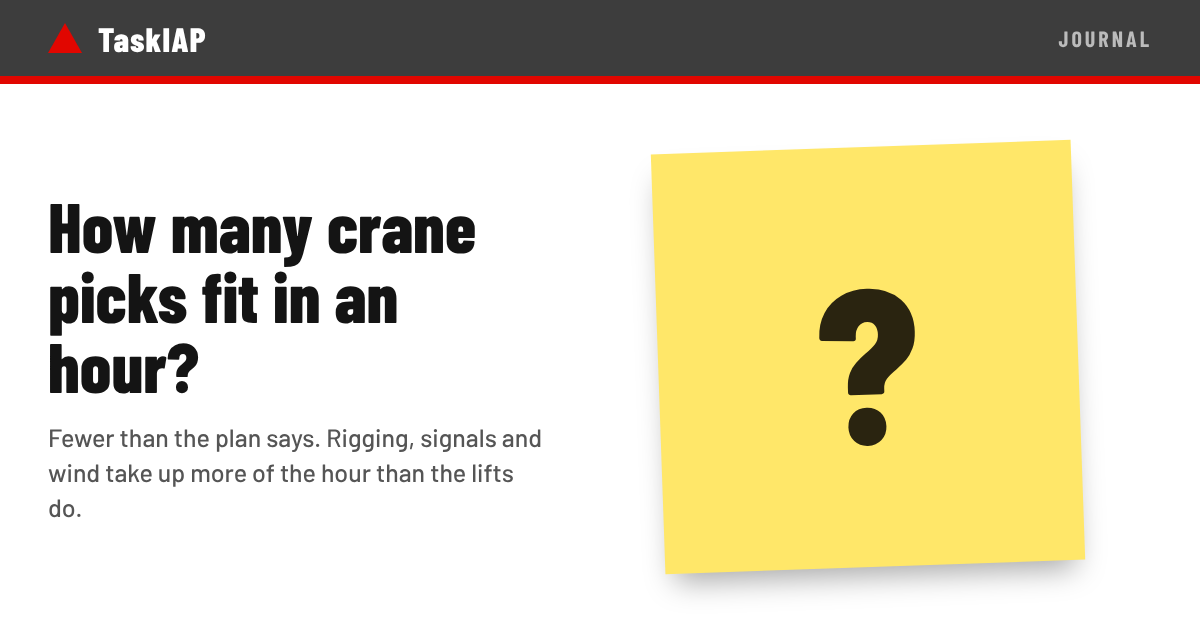 TaskIAP
JOURNAL
How many crane
picks fit in an
hour?
Fewer than the plan says. Rigging, signals and
wind take up more of the hour than the lifts
do.
?